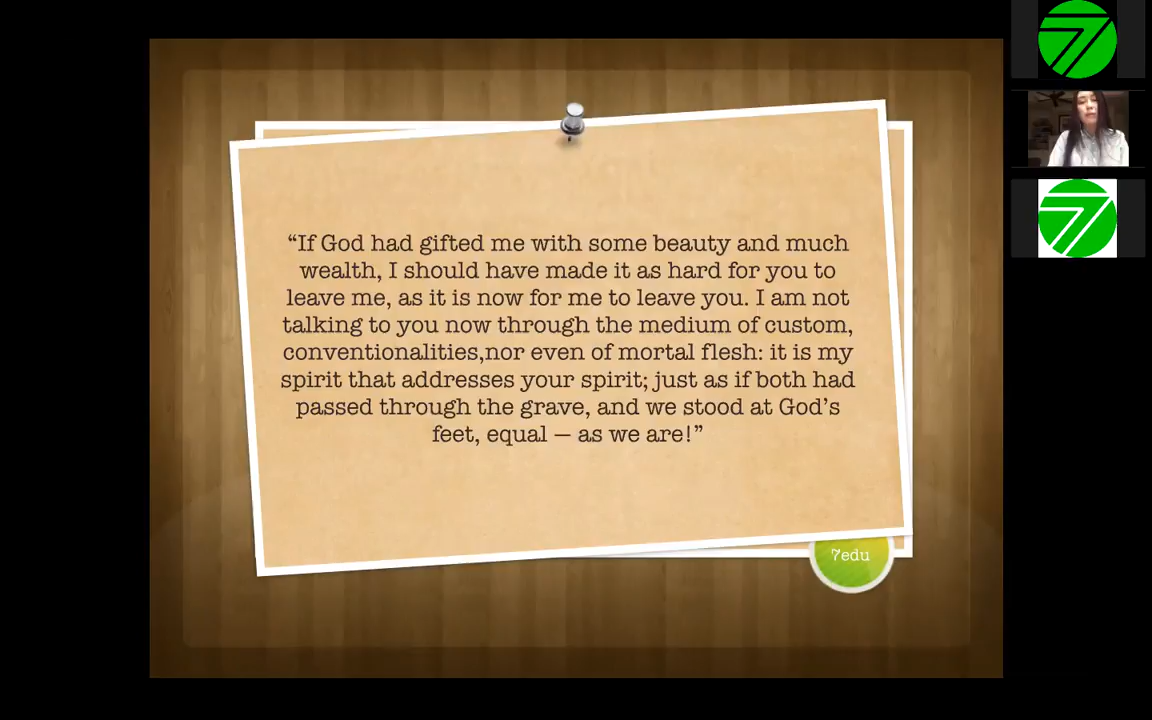 “If God had gifted me with some beauty and much
wealth, I should have made it as hard for you to
leave me, as it is now for me to leave you. I am not
talking to you now through the medium of custom,
conventionalities,nor even of mortal flesh: it is my
spirit that addresses your spirit; just as if both had
passed through the grave, and we stood at God’s
feet, equal — as we are!”
7edu
7
7